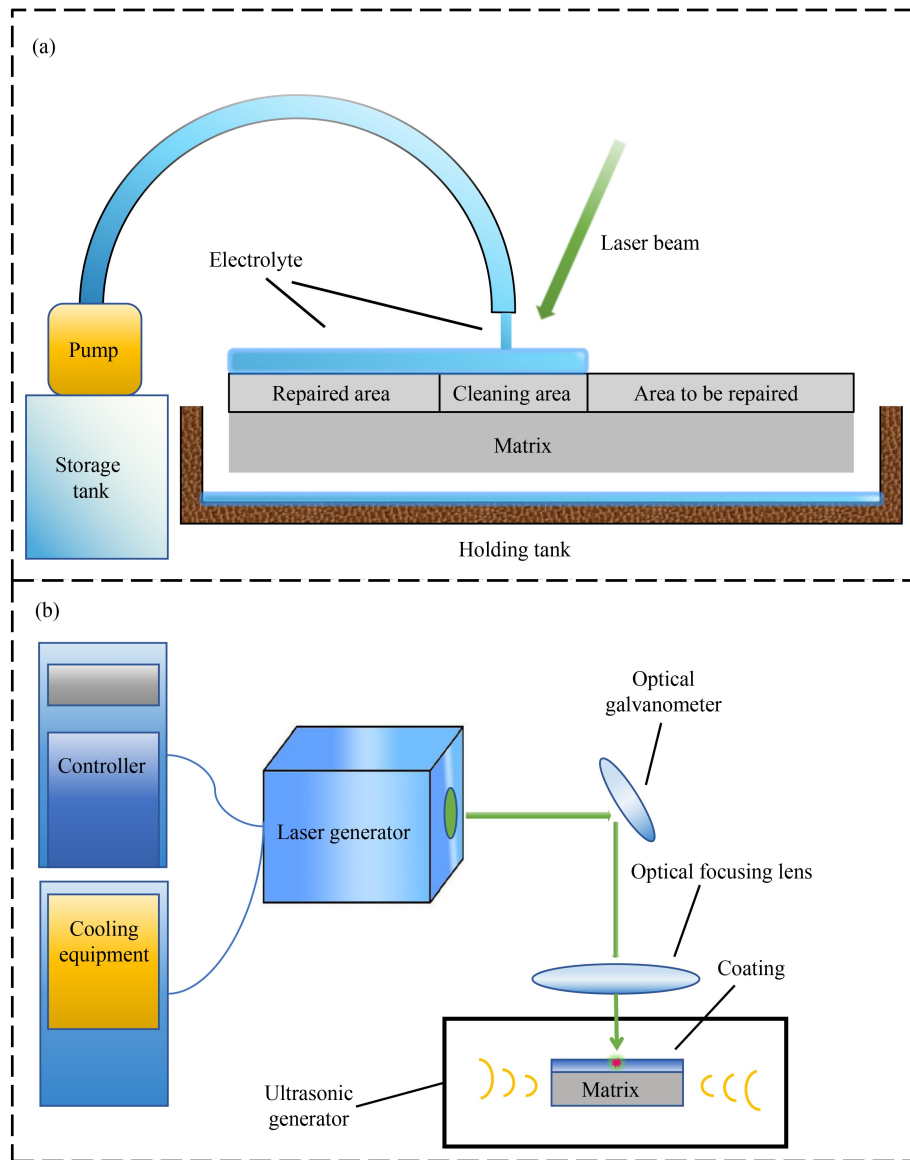 (a)
Laser beam
Electrolyte
Pump
Repaired area
Cleaning area
Area to be repaired
Matrix
Storage
tank
Holding tank
(b)
Optical
galvanometer
Controller
Laser generator
Optical focusing lens
Cooling
equipment
Coating
Matrix
Ultrasonic
generator